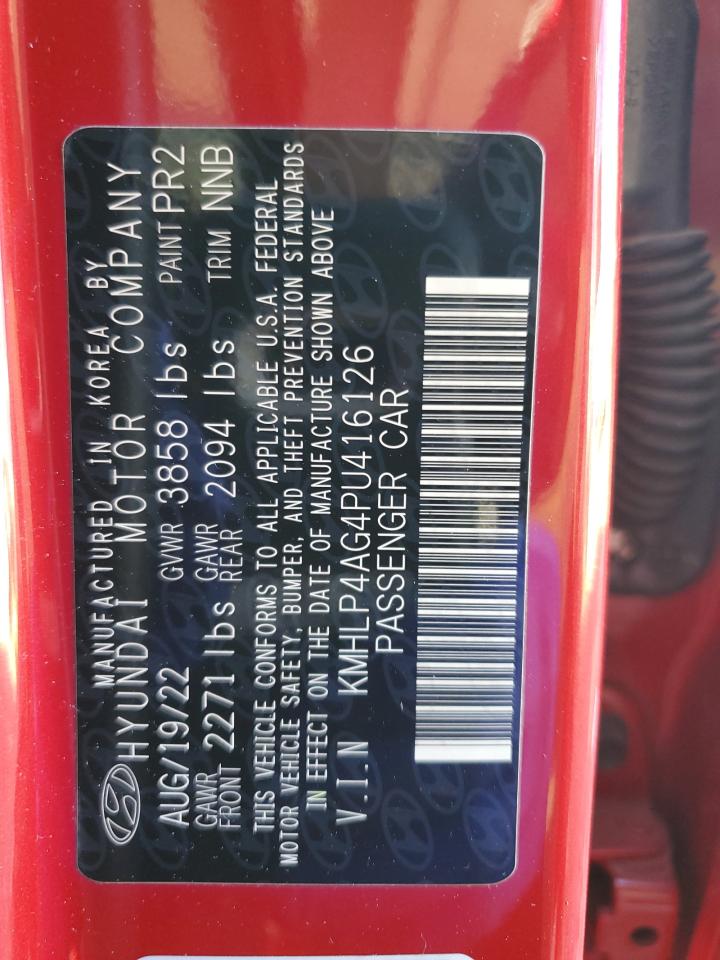 MANUFACTURED IN KOREA BY
HYUNDAI MOTOR COMPANY
AUG/19/22 GVWR 3858 lbs PAINT PR2
GAWR FRONT 2271 lbs GAWR REAR 2094 lbs TRIM NNB
THIS VEHICLE CONFORMS TO ALL APPLICABLE U.S.A. FEDERAL
MOTOR VEHICLE SAFETY, BUMPER, AND THEFT PREVENTION STANDARDS
IN EFFECT ON THE DATE OF MANUFACTURE SHOWN ABOVE
V.I.N KMHLP4AG4PU416126
PASSENGER CAR